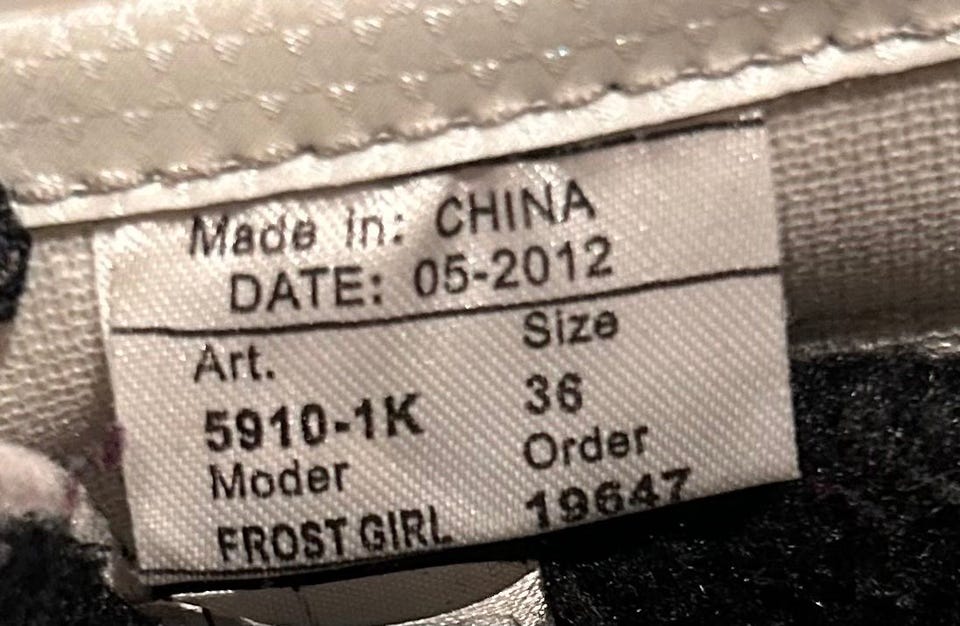 Made in: CHINA
DATE: 05-2012
Art.
5910-1K
Moder
FROST GIRL
Size
36
Order
19647